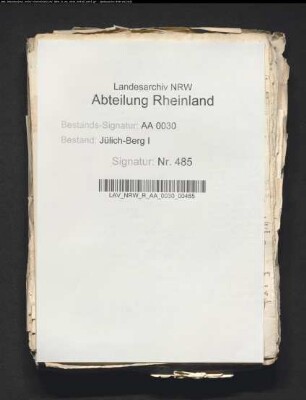 Landesarchiv NRW
Abteilung Rheinland
Bestands-Signatur: AA 0030
Bestand: Jülich-Berg I
Signatur: Nr. 485
LAV_NRW_R_AA_0030_00485